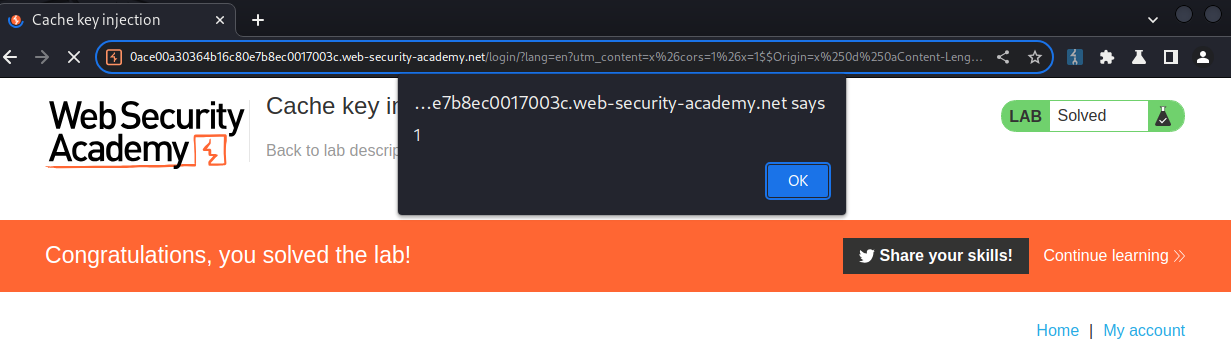 Cache key injection
0ace00a30364b16c80e7b8ec0017003c.web-security-academy.net/login/?lang=en?utm_content=x%26cors=1%26x=1$$Origin=x%250d%250aContent-Leng...
...e7b8ec0017003c.web-security-academy.net says
1
OK
Web Security
Academy
Cache key in
Back to lab descrip
LAB Solved
Congratulations, you solved the lab!
Share your skills! Continue learning
Home | My account